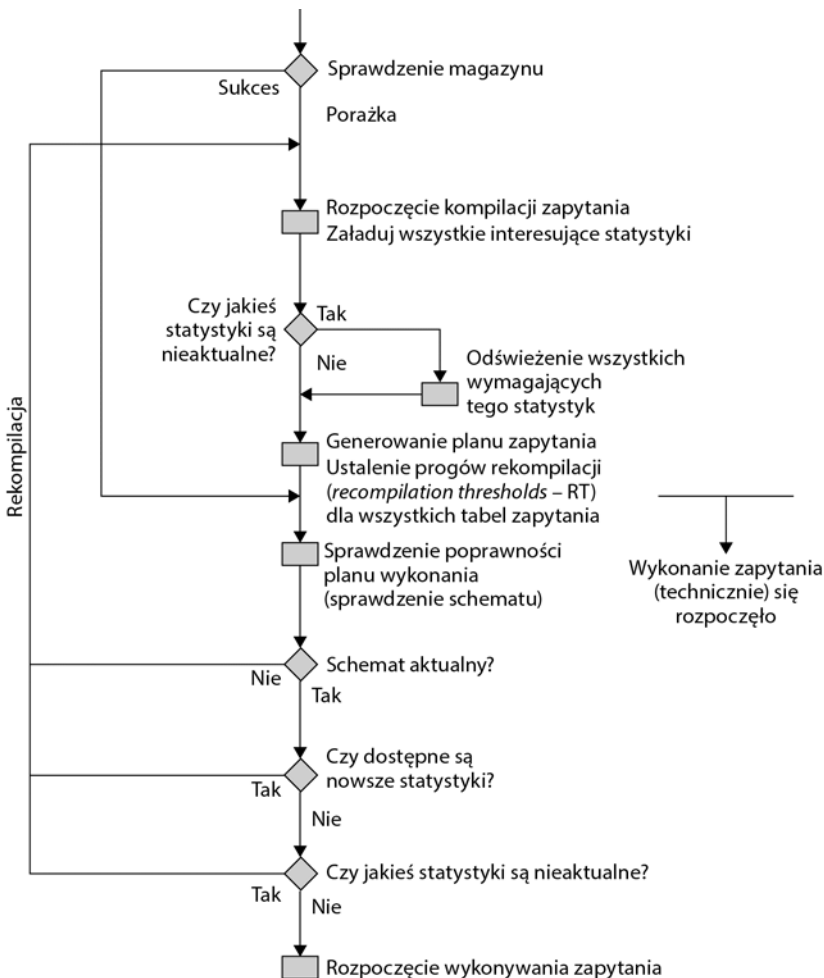 Sprawdzenie magazynu
Sukces
Porażka
Rozpoczęcie kompilacji zapytania
Załaduj wszystkie interesujące statystyki
Czy jakieś
statystyki są
nieaktualne?
Tak
Nie
Odświeżenie wszystkich
wymagających
tego statystyk
Rekompilacja
Generowanie planu zapytania
Ustalenie progów rekompilacji
(recompilation thresholds – RT)
dla wszystkich tabel zapytania
Sprawdzenie poprawności
planu wykonania
(sprawdzenie schematu)
Wykonanie zapytania
(technicznie) się
rozpoczęło
Schemat aktualny?
Nie
Tak
Czy dostępne są
nowsze statystyki?
Tak
Nie
Czy jakieś statystyki są nieaktualne?
Tak
Nie
Rozpoczęcie wykonywania zapytania